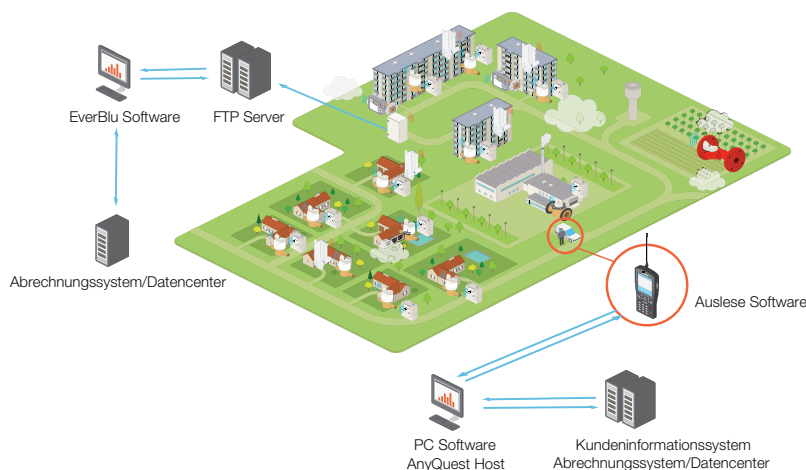 EverBlu Software
FTP Server
Abrechnungssystem/Datencenter
Auslese Software
PC Software
AnyQuest Host
Kundeninformationssystem
Abrechnungssystem/Datencenter